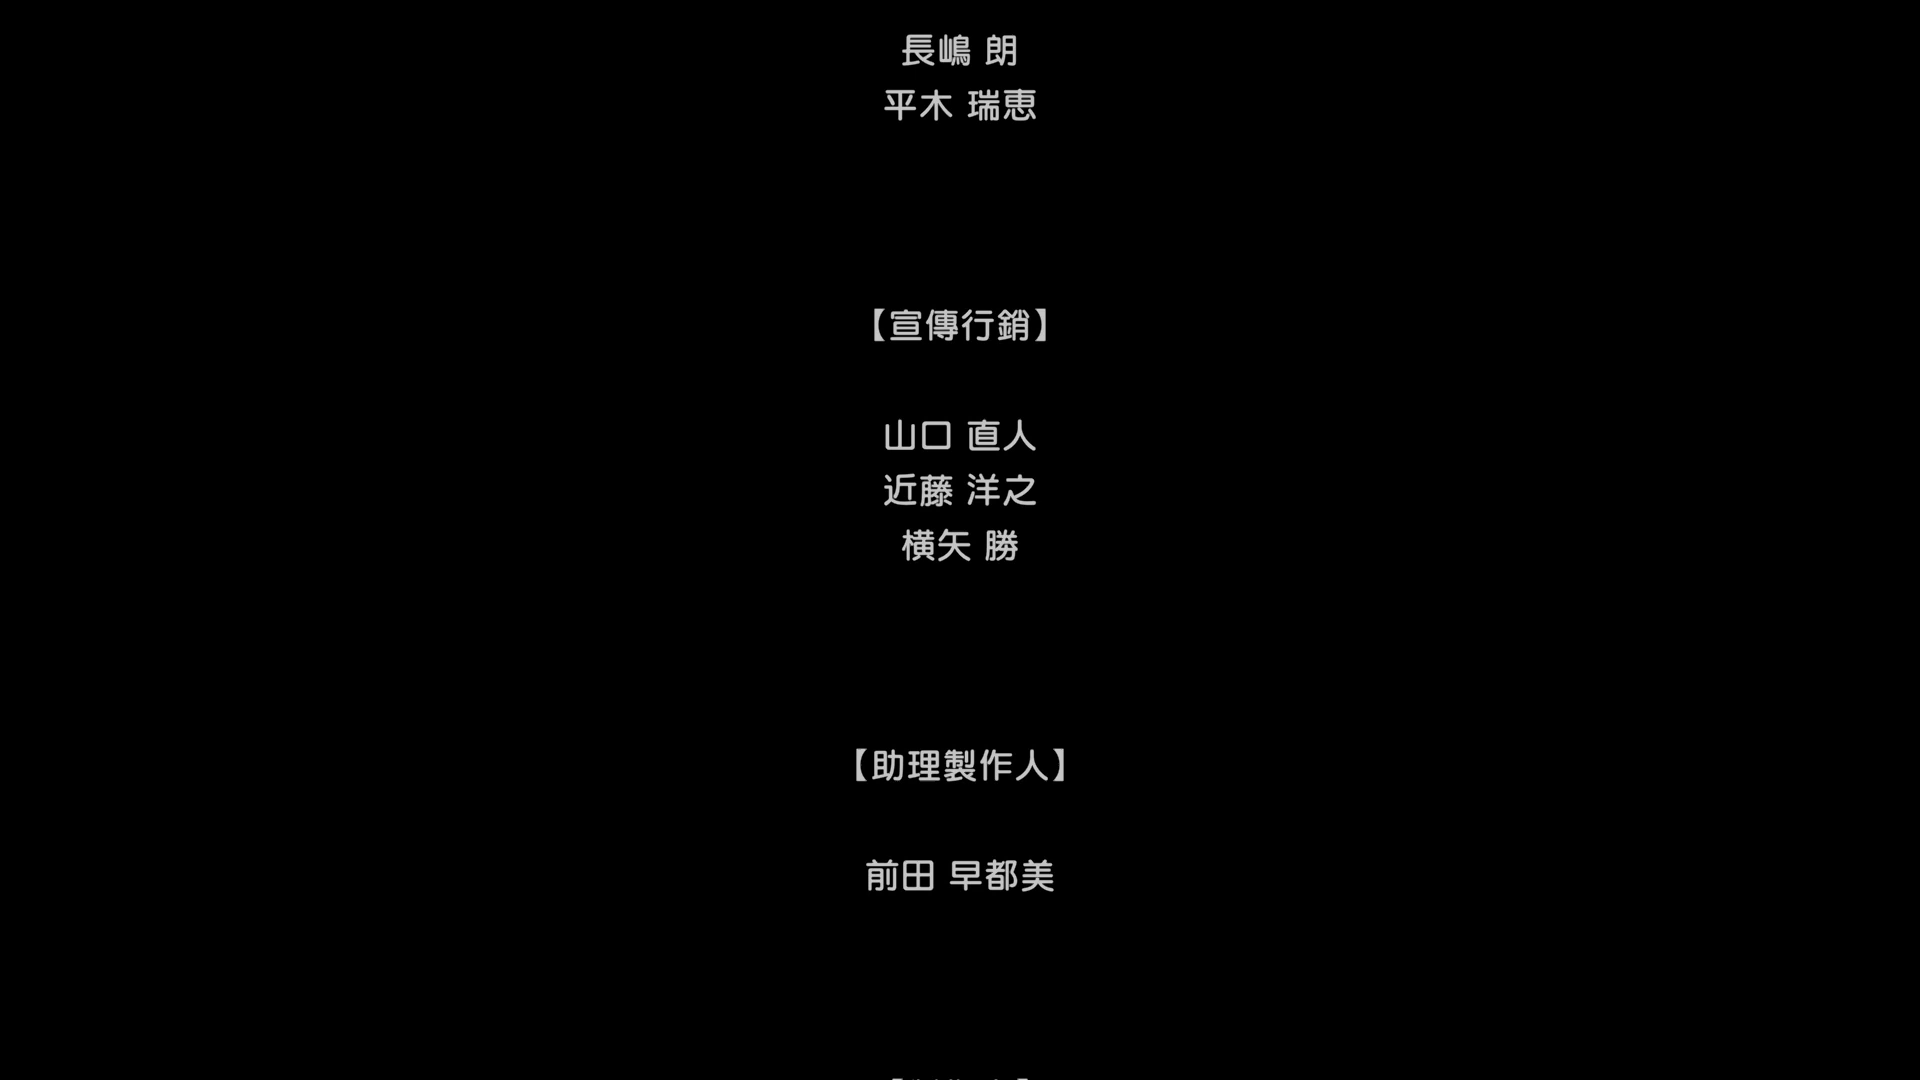 長嶋 朗
平木 瑞恵
【宣傳行銷】
山口 直人
近藤 洋之
横矢 勝
【助理製作人】
前田 早都美